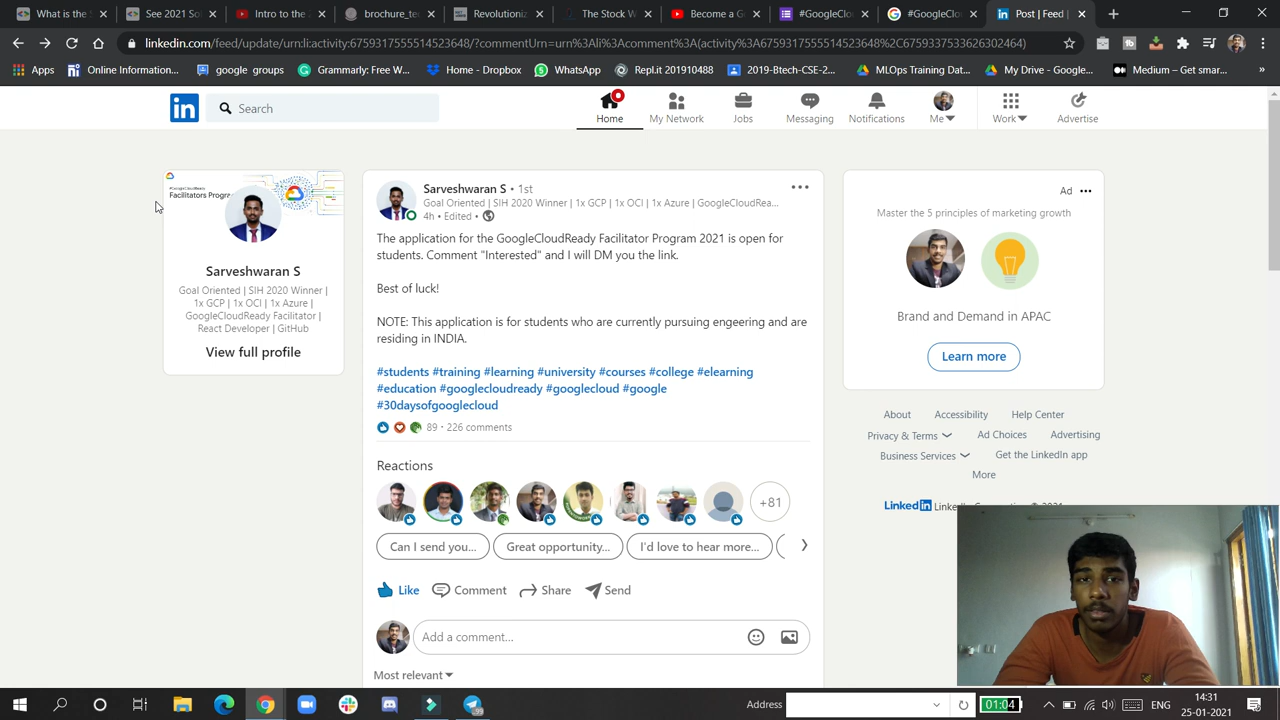 What is the S
See 2021 Soll
Intro to the 2
brochure_tec
Revolutionizi
The Stock W
Become a G
#GoogleClou
#GoogleClou
Post | Feed |
linkedin.com/feed/update/urn:li:activity:6759317555514523648/?commentUrn=urn%3Ali%3Acomment%3A(activity%3A6759317555514523648%2C6759337533626302464)
Apps
Online Information...
google groups
Grammarly: Free W...
Home - Dropbox
WhatsApp
Repl.it 201910488
2019-Btech-CSE-2...
MLOps Training Dat...
My Drive - Google...
Medium – Get smar...
»
in
Search
Home
My Network
Jobs
Messaging
Notifications
Me
Work
Advertise
#GoogleCloudReady
Facilitators Progra
Sarveshwaran S
Goal Oriented | SIH 2020 Winner |
1x GCP | 1x OCI | 1x Azure |
GoogleCloudReady Facilitator |
React Developer | GitHub
View full profile
Sarveshwaran S • 1st
Goal Oriented | SIH 2020 Winner | 1x GCP | 1x OCI | 1x Azure | GoogleCloudRea...
4h • Edited •
The application for the GoogleCloudReady Facilitator Program 2021 is open for
students. Comment "Interested" and I will DM you the link.
Best of luck!
NOTE: This application is for students who are currently pursuing engeering and are
residing in INDIA.
#students #training #learning #university #courses #college #elearning
#education #googlecloudready #googlecloud #google
#30daysofgooglecloud
89 • 226 comments
Reactions
+81
Can I send you...
Great opportunity...
I'd love to hear more...
Like
Comment
Share
Send
Add a comment...
Most relevant
Ad
Master the 5 principles of marketing growth
Brand and Demand in APAC
Learn more
About
Accessibility
Help Center
Privacy & Terms
Ad Choices
Advertising
Business Services
Get the LinkedIn app
More
LinkedIn
Address
01:04
ENG
14:31
25-01-2021